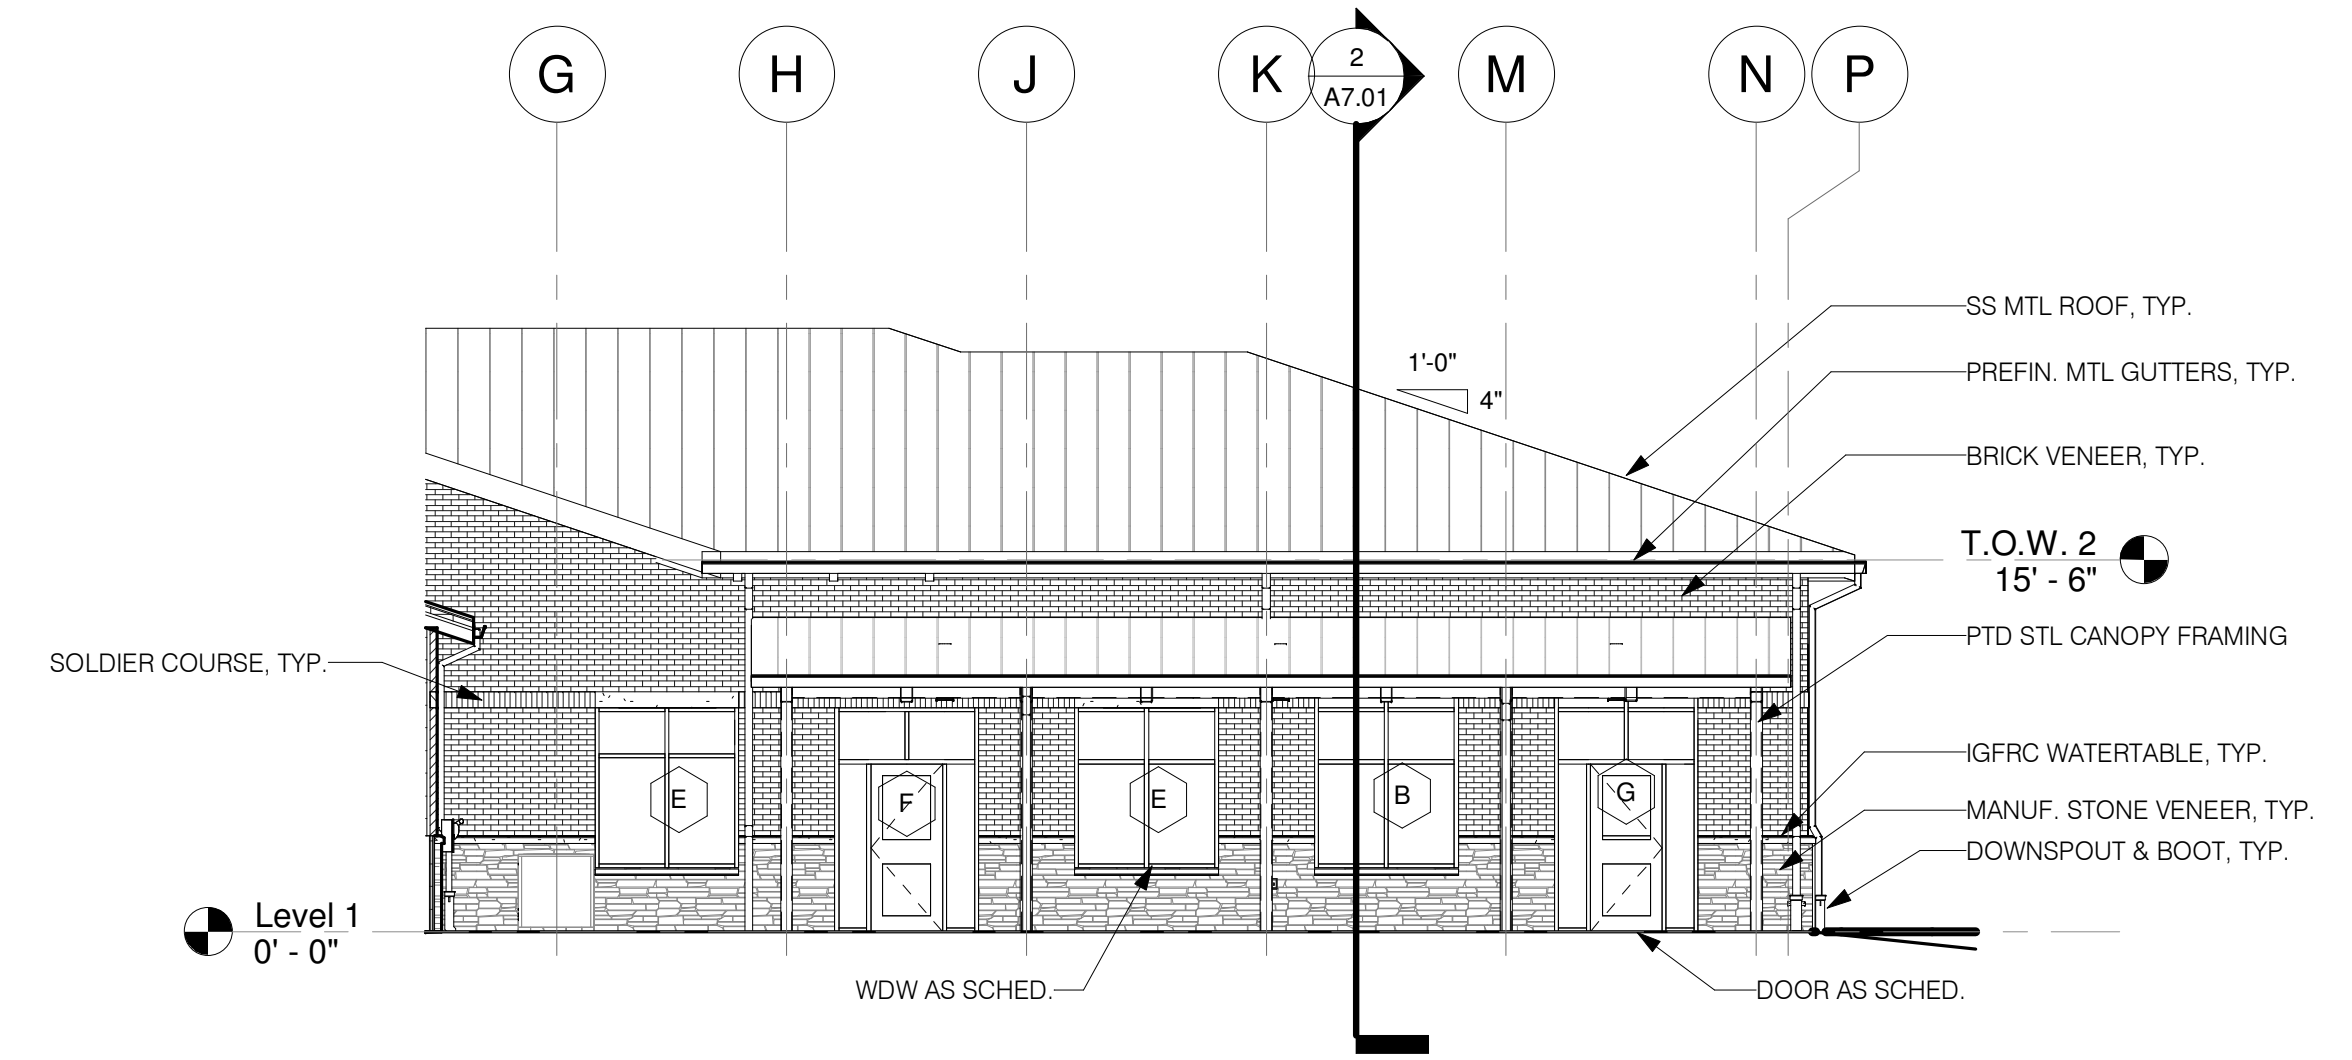 G H J K 2 M N P
A7.01
SS MTL ROOF, TYP.
1'-0"
4"
PREFIN. MTL GUTTERS, TYP.
BRICK VENEER, TYP.
T.O.W. 2
15' - 6"
PTD STL CANOPY FRAMING
SOLDIER COURSE, TYP.
IGFRC WATERTABLE, TYP.
E F E B G
MANUF. STONE VENEER, TYP.
DOWNSPOUT & BOOT, TYP.
Level 1
0' - 0"
WDW AS SCHED.
DOOR AS SCHED.